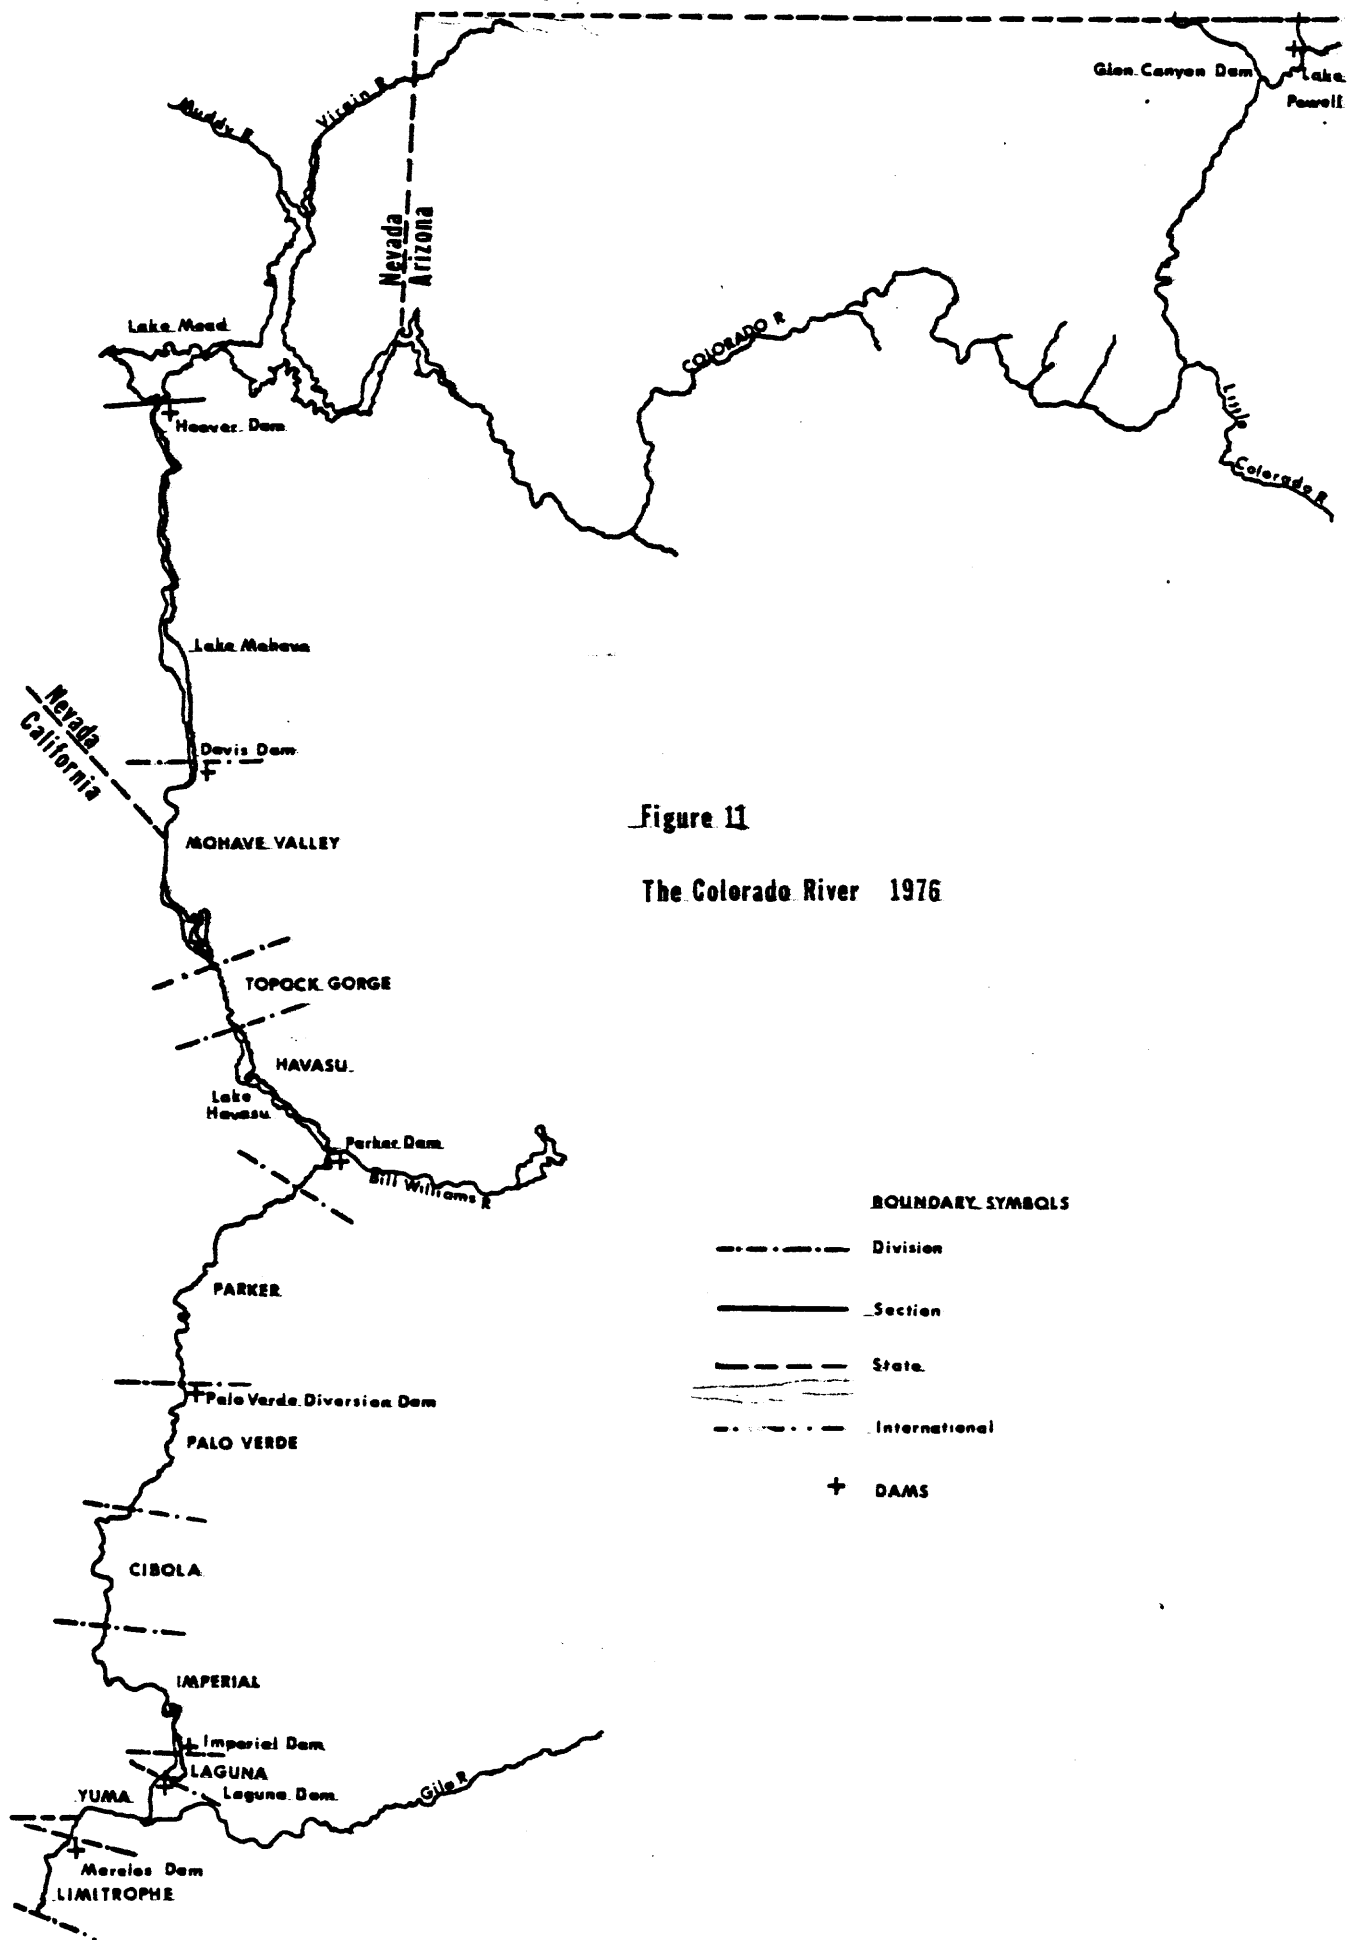 Glen Canyon Dam
Lake
Powell
Muddy R
Virgin R
Nevada
Arizona
Lake Mead
COLORADO R
Little
Colorado R
Hoover Dam
Lake Mohave
Nevada
California
Davis Dam
Figure 11
MOHAVE VALLEY
The Colorado River 1976
TOPOCK GORGE
HAVASU
Lake
Havasu
Parker Dam
Bill Williams R
BOUNDARY SYMBOLS
Division
PARKER
Section
State
Palo Verde Diversion Dam
International
PALO VERDE
DAMS
CIBOLA
IMPERIAL
Imperial Dam
LAGUNA
Laguna Dam
YUMA
Gila R
Morelos Dam
LIMITROPHE